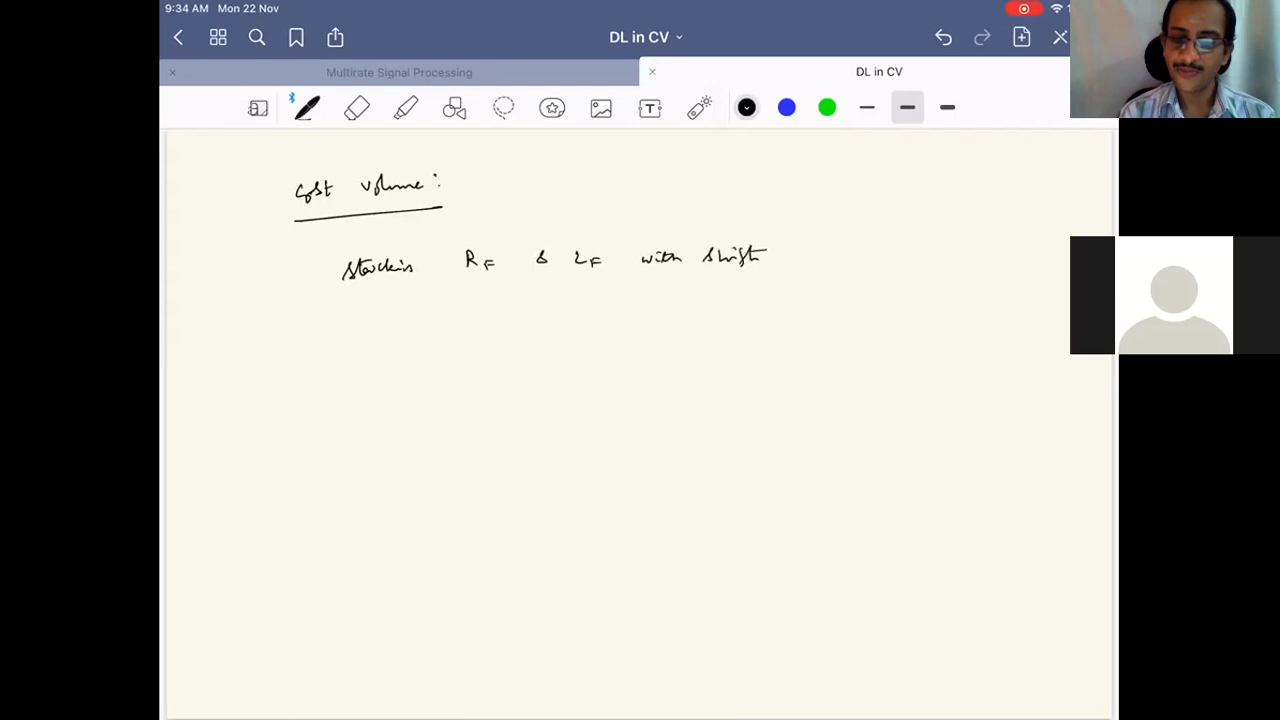 9:34 AM Mon 22 Nov
DL in CV
Multirate Signal Processing
DL in CV
T
Cost volume:
Stacking RF & LF with shift